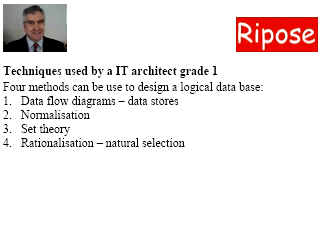 Ripose
Techniques used by a IT architect grade 1
Four methods can be use to design a logical data base:
1. Data flow diagrams – data stores
2. Normalisation
3. Set theory
4. Rationalisation – natural selection